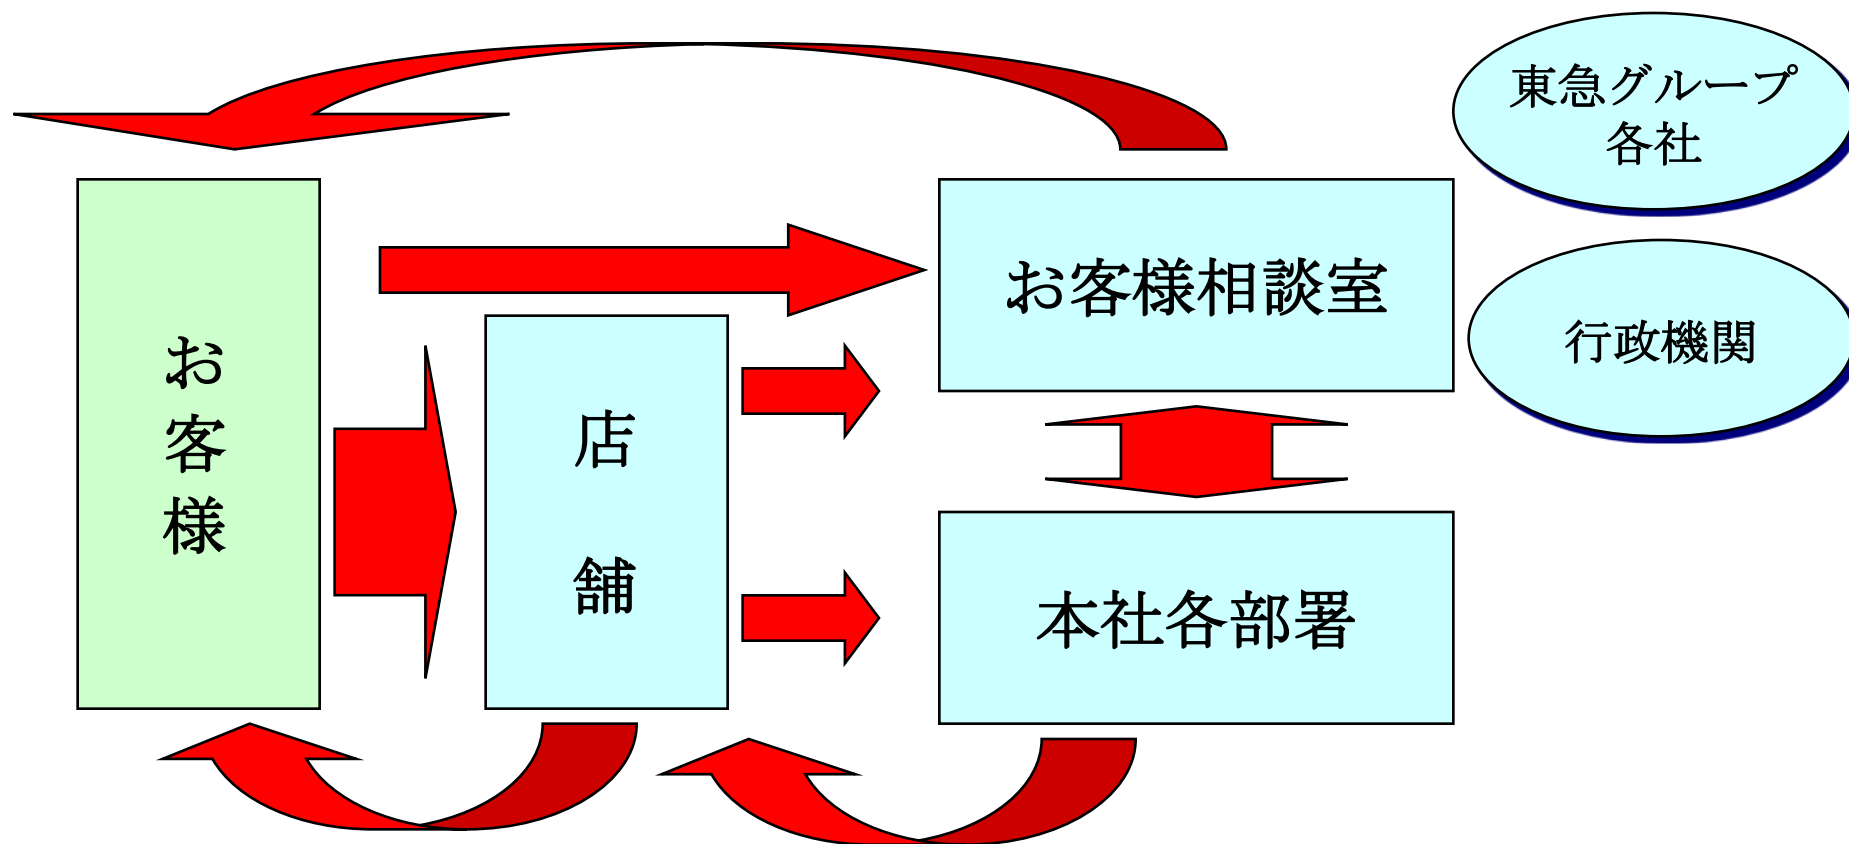 東急グループ
各社
お客様相談室
行政機関
お客様
店舗
本社各部署